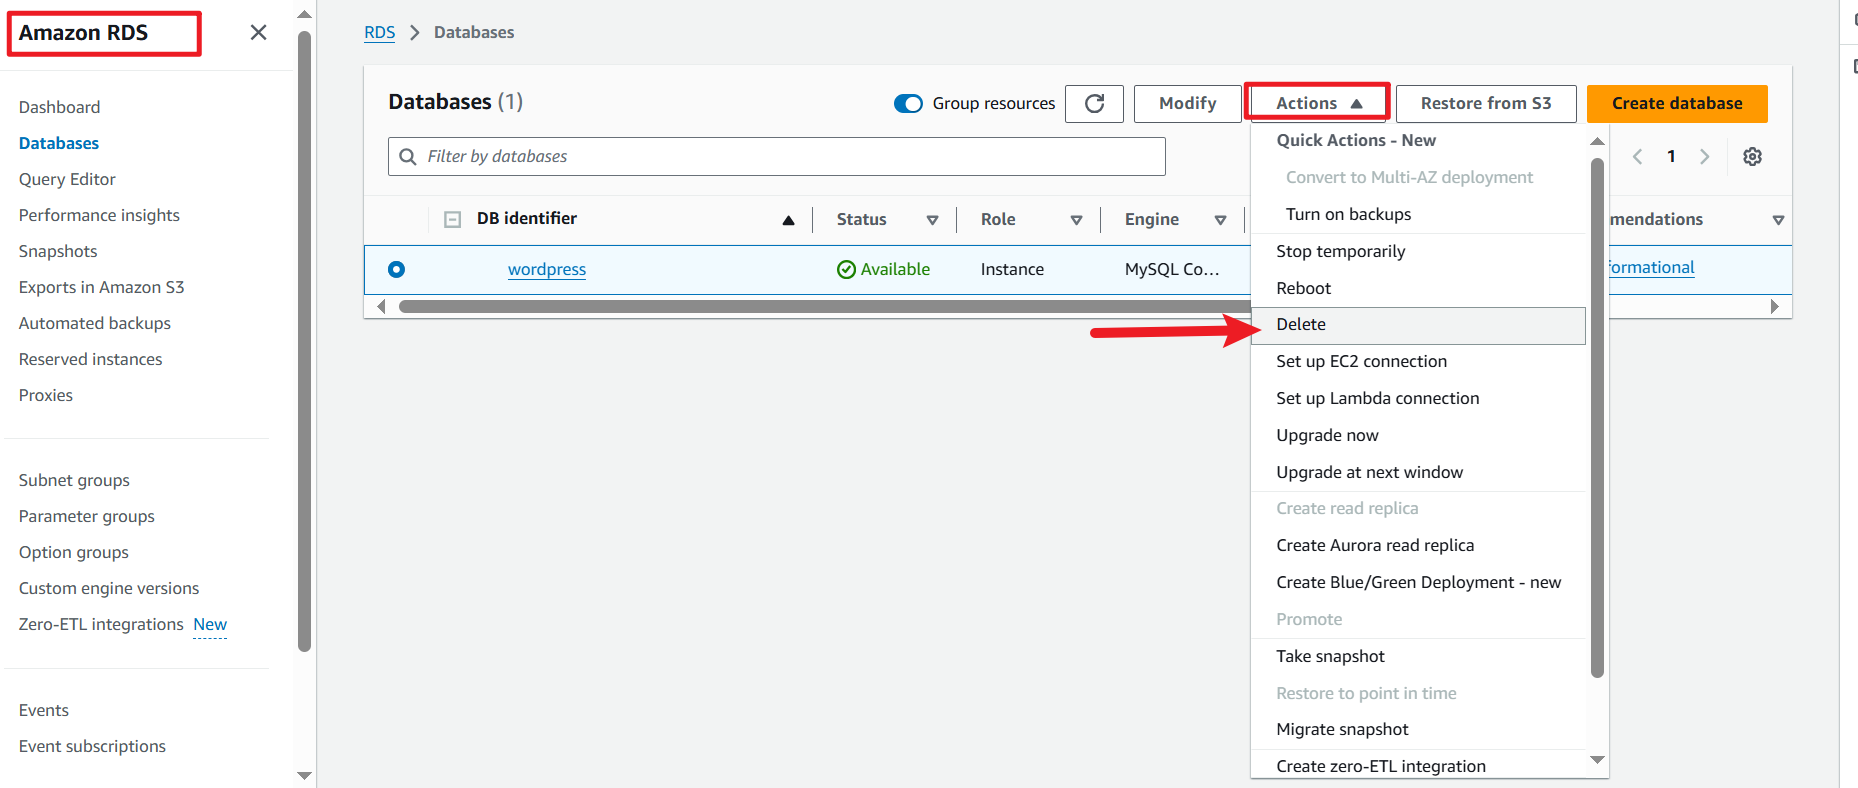 Amazon RDS
Dashboard
Databases
Query Editor
Performance insights
Snapshots
Exports in Amazon S3
Automated backups
Reserved instances
Proxies
Subnet groups
Parameter groups
Option groups
Custom engine versions
Zero-ETL integrations New
Events
Event subscriptions
RDS > Databases
Databases (1)
Group resources
Modify
Actions
Restore from S3
Create database
Filter by databases
1
DB identifier
Status
Role
Engine
mendations
wordpress
Available
Instance
MySQL Co...
formational
Quick Actions - New
Convert to Multi-AZ deployment
Turn on backups
Stop temporarily
Reboot
Delete
Set up EC2 connection
Set up Lambda connection
Upgrade now
Upgrade at next window
Create read replica
Create Aurora read replica
Create Blue/Green Deployment - new
Promote
Take snapshot
Restore to point in time
Migrate snapshot
Create zero-ETL integration